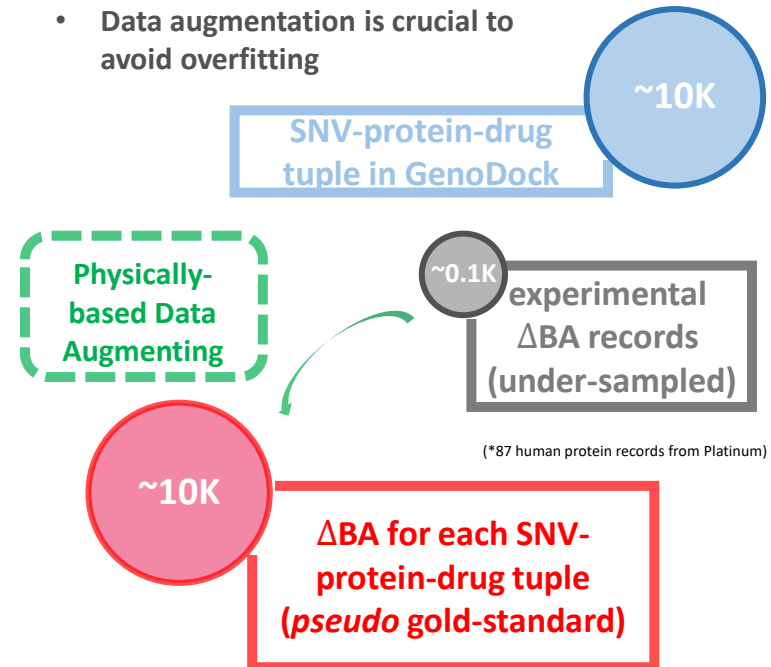 • Data augmentation is crucial to
avoid overfitting
~10K
SNV-protein-drug
tuple in GenoDock
Physically-
based Data
Augmenting
~0.1K
experimental
ΔBA records
(under-sampled)
(*87 human protein records from Platinum)
~10K
ΔBA for each SNV-
protein-drug tuple
(pseudo gold-standard)